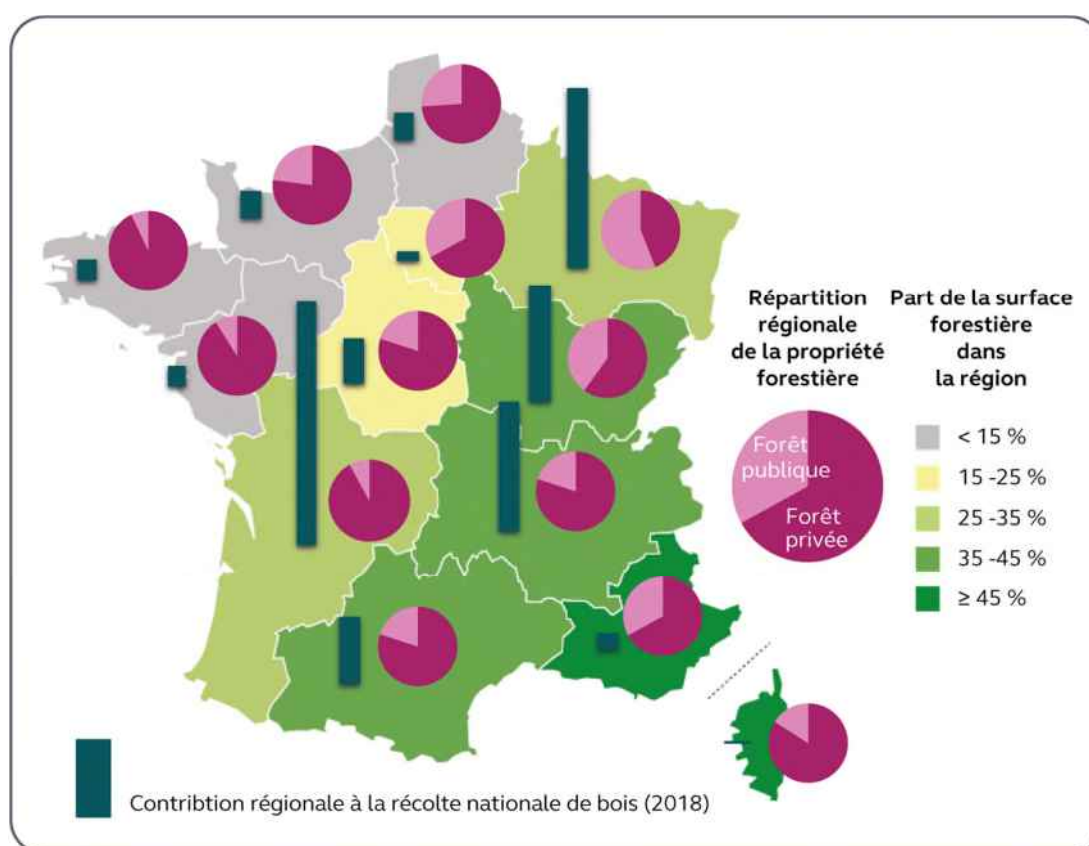 Répartition
régionale
de la propriété
forestière
Forêt
publique
Forêt
privée
Part de la surface
forestière
dans
la région
< 15 %
15 -25 %
25 -35 %
35 -45 %
≥ 45 %
Contribtion régionale à la récolte nationale de bois (2018)